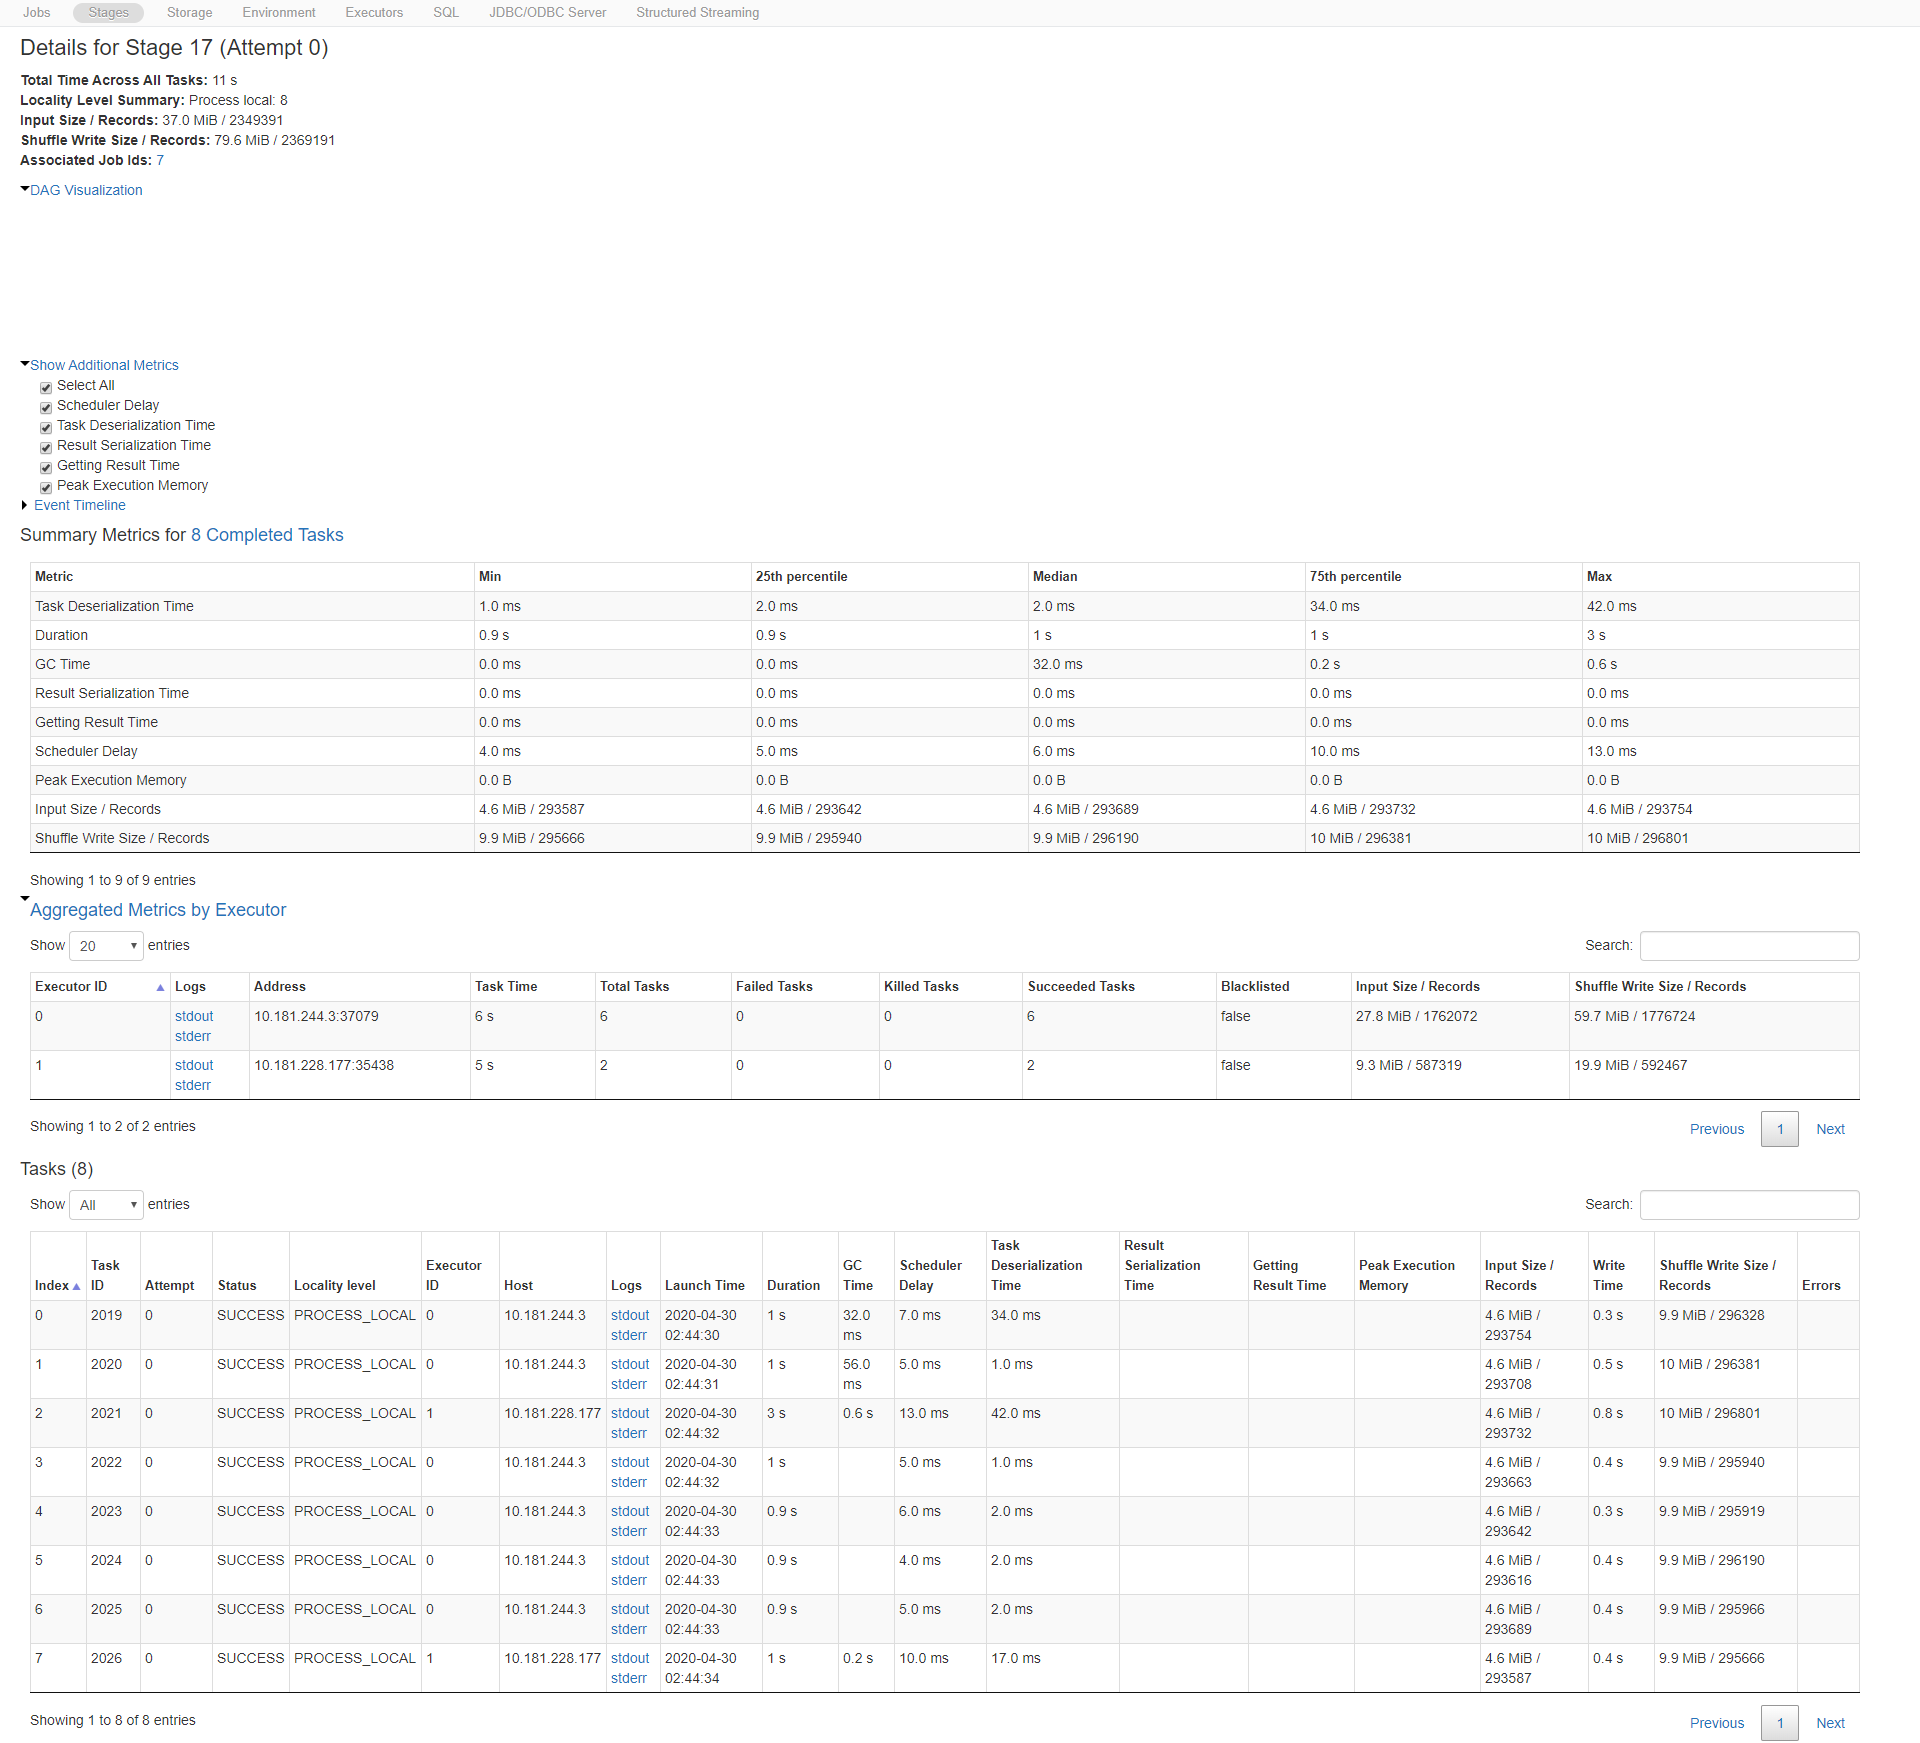 Jobs Stages Storage Environment Executors SQL JDBC/ODBC Server Structured Streaming
Details for Stage 17 (Attempt 0)
Total Time Across All Tasks: 11 s
Locality Level Summary: Process local: 8
Input Size / Records: 37.0 MiB / 2349391
Shuffle Write Size / Records: 79.6 MiB / 2369191
Associated Job Ids: 7
DAG Visualization
Show Additional Metrics
Select All
Scheduler Delay
Task Deserialization Time
Result Serialization Time
Getting Result Time
Peak Execution Memory
Event Timeline
Summary Metrics for 8 Completed Tasks
Metric Min 25th percentile Median 75th percentile Max
Task Deserialization Time 1.0 ms 2.0 ms 2.0 ms 34.0 ms 42.0 ms
Duration 0.9 s 0.9 s 1 s 1 s 3 s
GC Time 0.0 ms 0.0 ms 32.0 ms 0.2 s 0.6 s
Result Serialization Time 0.0 ms 0.0 ms 0.0 ms 0.0 ms 0.0 ms
Getting Result Time 0.0 ms 0.0 ms 0.0 ms 0.0 ms 0.0 ms
Scheduler Delay 4.0 ms 5.0 ms 6.0 ms 10.0 ms 13.0 ms
Peak Execution Memory 0.0 B 0.0 B 0.0 B 0.0 B 0.0 B
Input Size / Records 4.6 MiB / 293587 4.6 MiB / 293642 4.6 MiB / 293689 4.6 MiB / 293732 4.6 MiB / 293754
Shuffle Write Size / Records 9.9 MiB / 295666 9.9 MiB / 295940 9.9 MiB / 296190 10 MiB / 296381 10 MiB / 296801
Showing 1 to 9 of 9 entries
Aggregated Metrics by Executor
Show 20 entries Search:
Executor ID Logs Address Task Time Total Tasks Failed Tasks Killed Tasks Succeeded Tasks Blacklisted Input Size / Records Shuffle Write Size / Records
0 stdout 10.181.244.3:37079 6 s 6 0 0 6 false 27.8 MiB / 1762072 59.7 MiB / 1776724
stderr
1 stdout 10.181.228.177:35438 5 s 2 0 0 2 false 9.3 MiB / 587319 19.9 MiB / 592467
stderr
Showing 1 to 2 of 2 entries Previous 1 Next
Tasks (8)
Show All entries Search:
Task Result
Task Executor GC Scheduler Deserialization Serialization Getting Peak Execution Input Size / Write Shuffle Write Size /
Index ID Attempt Status Locality level ID Host Logs Launch Time Duration Time Delay Time Time Result Time Memory Records Time Records Errors
0 2019 0 SUCCESS PROCESS_LOCAL 0 10.181.244.3 stdout 2020-04-30 1 s 32.0 7.0 ms 34.0 ms 4.6 MiB / 0.3 s 9.9 MiB / 296328
stderr 02:44:30 ms 293754
1 2020 0 SUCCESS PROCESS_LOCAL 0 10.181.244.3 stdout 2020-04-30 1 s 56.0 5.0 ms 1.0 ms 4.6 MiB / 0.5 s 10 MiB / 296381
stderr 02:44:31 ms 293708
2 2021 0 SUCCESS PROCESS_LOCAL 1 10.181.228.177 stdout 2020-04-30 3 s 0.6 s 13.0 ms 42.0 ms 4.6 MiB / 0.8 s 10 MiB / 296801
stderr 02:44:32 293732
3 2022 0 SUCCESS PROCESS_LOCAL 0 10.181.244.3 stdout 2020-04-30 1 s 5.0 ms 1.0 ms 4.6 MiB / 0.4 s 9.9 MiB / 295940
stderr 02:44:32 293663
4 2023 0 SUCCESS PROCESS_LOCAL 0 10.181.244.3 stdout 2020-04-30 0.9 s 6.0 ms 2.0 ms 4.6 MiB / 0.3 s 9.9 MiB / 295919
stderr 02:44:33 293642
5 2024 0 SUCCESS PROCESS_LOCAL 0 10.181.244.3 stdout 2020-04-30 0.9 s 4.0 ms 2.0 ms 4.6 MiB / 0.4 s 9.9 MiB / 296190
stderr 02:44:33 293616
6 2025 0 SUCCESS PROCESS_LOCAL 0 10.181.244.3 stdout 2020-04-30 0.9 s 5.0 ms 2.0 ms 4.6 MiB / 0.4 s 9.9 MiB / 295966
stderr 02:44:33 293689
7 2026 0 SUCCESS PROCESS_LOCAL 1 10.181.228.177 stdout 2020-04-30 1 s 0.2 s 10.0 ms 17.0 ms 4.6 MiB / 0.4 s 9.9 MiB / 295666
stderr 02:44:34 293587
Showing 1 to 8 of 8 entries Previous 1 Next